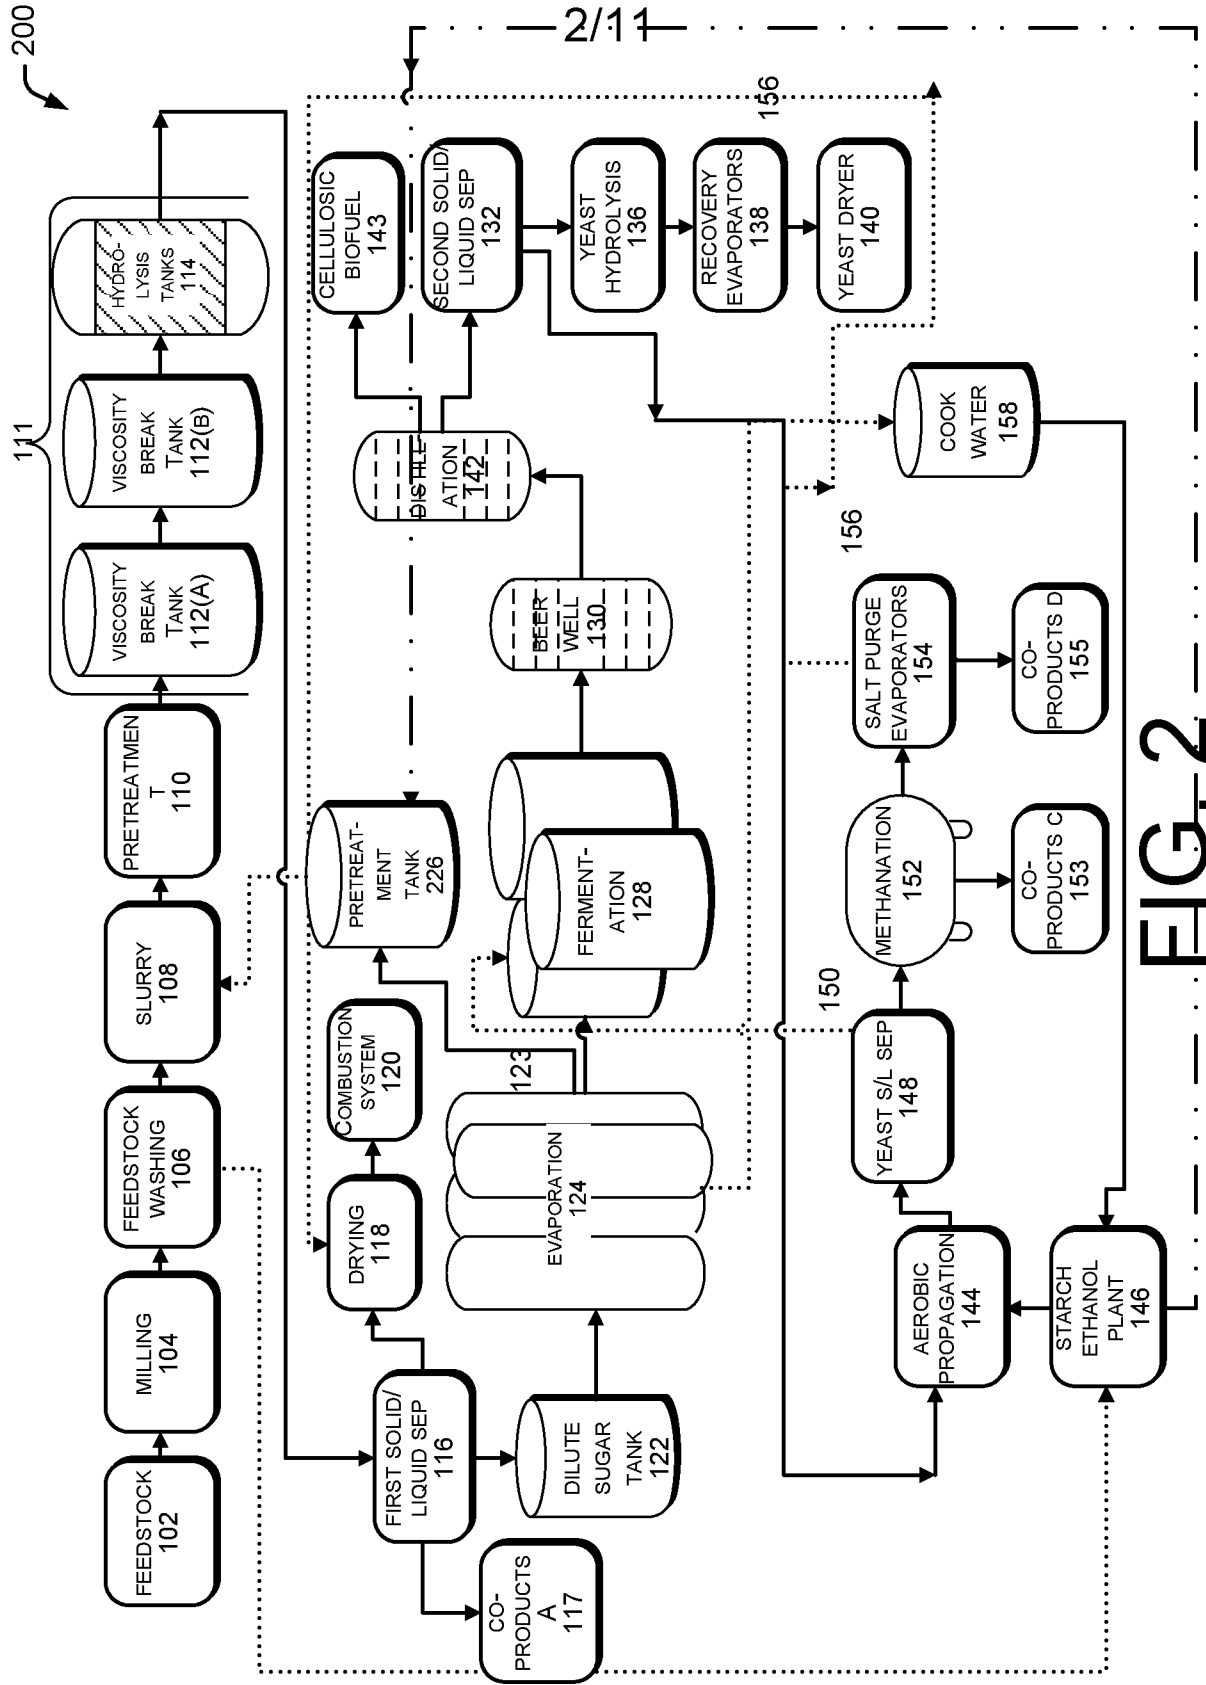 2/11
200
111
FEEDSTOCK
102
MILLING
104
FEEDSTOCK
WASHING
106
SLURRY
108
PRETREATMEN
T
110
VISCOSITY
BREAK
TANK
112(A)
VISCOSITY
BREAK
TANK
112(B)
HYDRO-
LYSIS
TANKS
114
FIRST SOLID/
LIQUID SEP
116
CO-
PRODUCTS
A
117
DRYING
118
COMBUSTION
SYSTEM
120
DILUTE
SUGAR
TANK
122
123
EVAPORATION
124
PRETREAT-
MENT
TANK
226
FERMENT-
ATION
128
BEER
WELL
130
DISTILL
ATION
142
CELLULOSIC
BIOFUEL
143
SECOND SOLID/
LIQUID SEP
132
YEAST
HYDROLYSIS
136
RECOVERY
EVAPORATORS
138
YEAST DRYER
140
156
AEROBIC
PROPAGATION
144
STARCH
ETHANOL
PLANT
146
YEAST S/L SEP
148
150
METHANATION
152
CO-
PRODUCTS C
153
SALT PURGE
EVAPORATORS
154
CO-
PRODUCTS D
155
156
COOK
WATER
158
FIG. 2